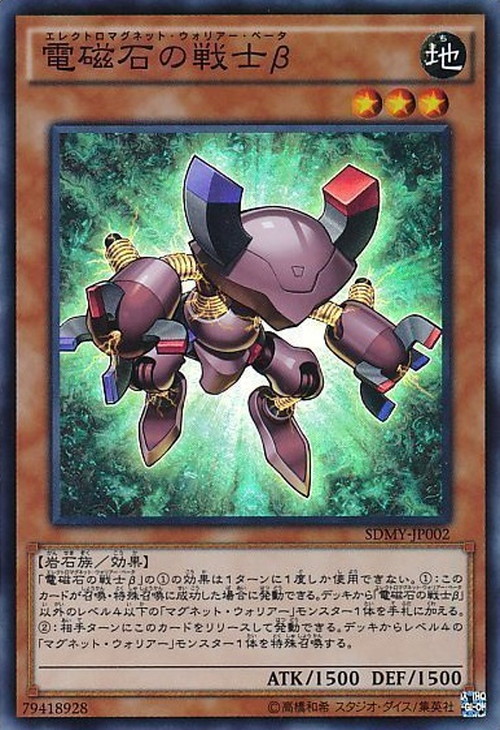 エレクトロマグネット・ウォリアー・ベータ
電磁石の戦士β
ち
地
SDMY-JP002
【岩石族/効果】
「電磁石の戦士β」の①の効果は1ターンに1度しか使用できない。①:この
カードが召喚・特殊召喚に成功した場合に発動できる。デッキから「電磁石の戦士β」
以外のレベル4以下の「マグネット・ウォリアー」モンスター1体を手札に加える。
②:相手ターンにこのカードをリリースして発動できる。デッキからレベル4の
「マグネット・ウォリアー」モンスター1体を特殊召喚する。
ATK/1500 DEF/1500
79418928
©高橋和希 スタジオ・ダイス/集英社